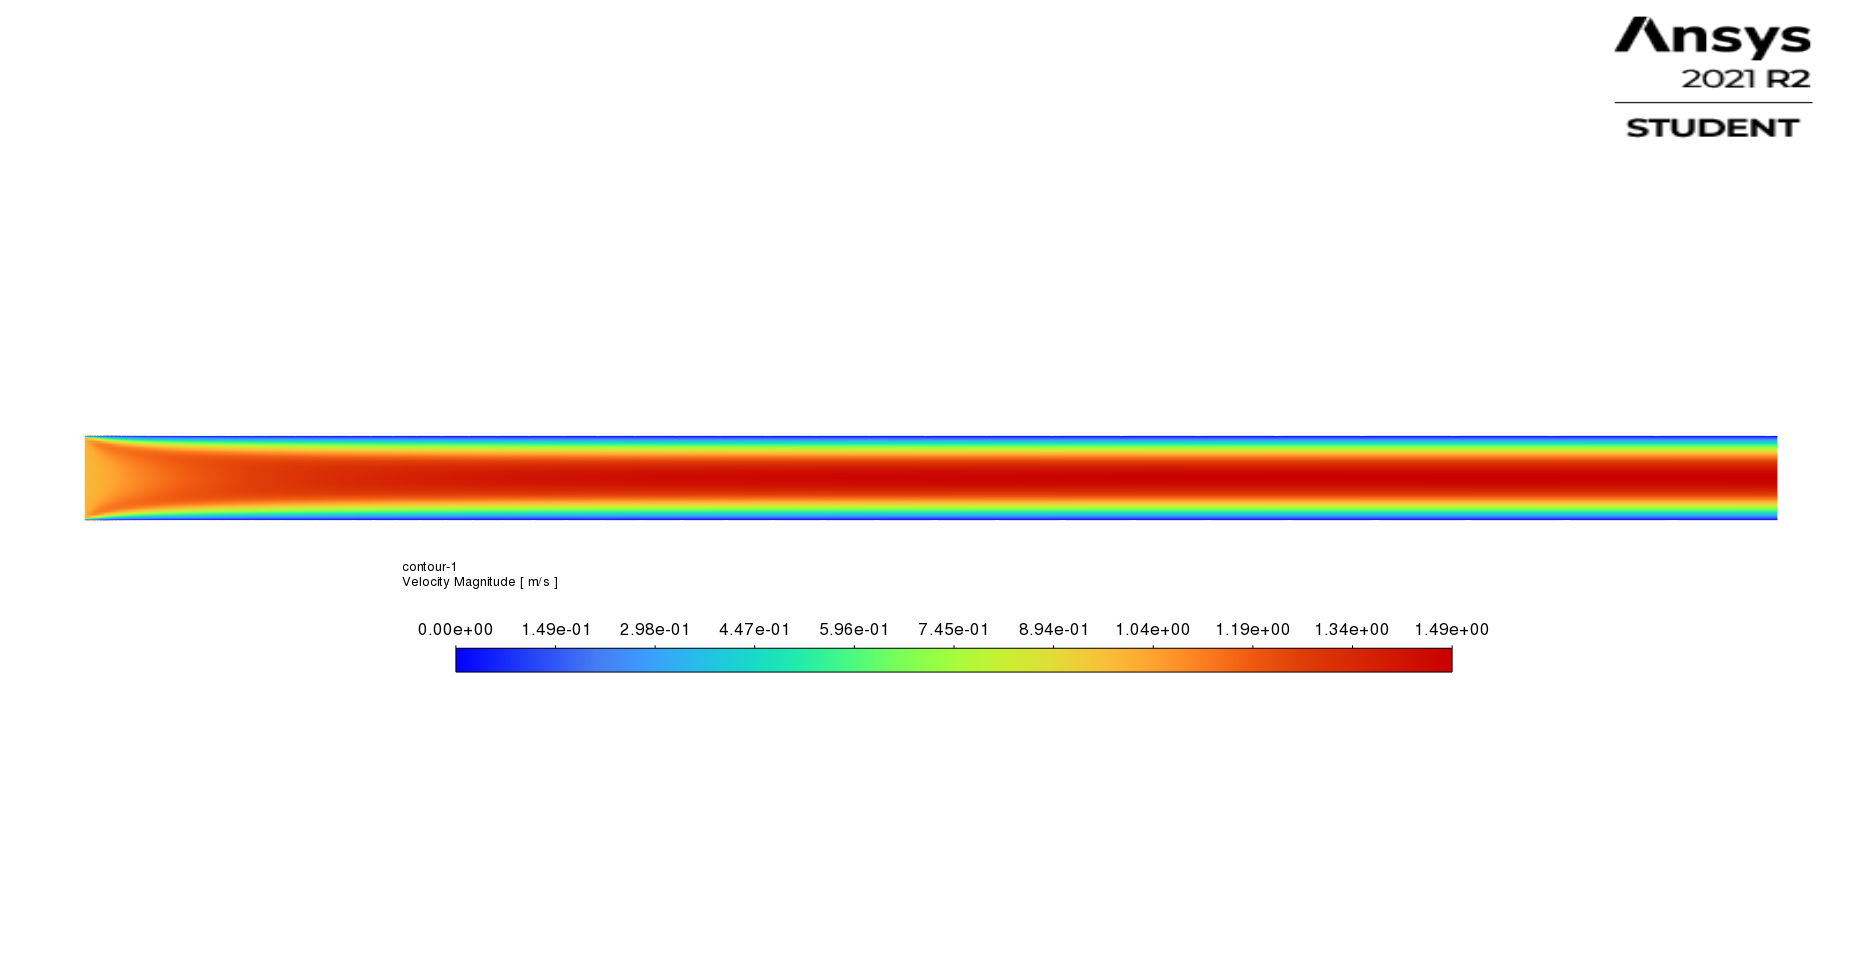 Ansys
2021 R2
STUDENT
contour-1
Velocity Magnitude [ m/s ]
0.00e+00 1.49e-01 2.98e-01 4.47e-01 5.96e-01 7.45e-01 8.94e-01 1.04e+00 1.19e+00 1.34e+00 1.49e+00